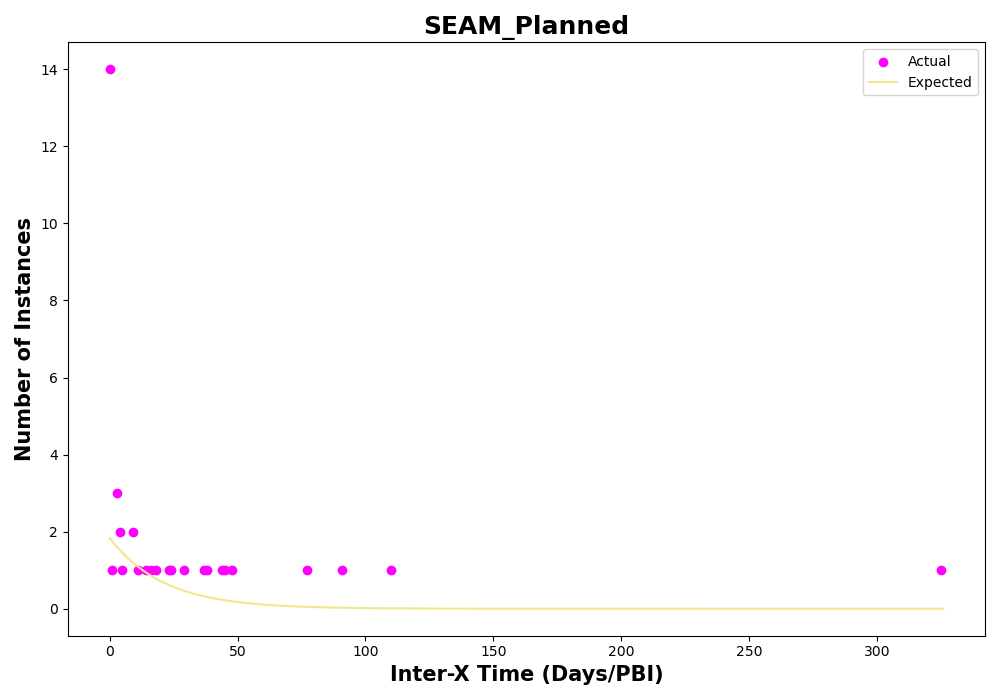 SEAM_Planned
Actual
Expected
14
12
10
8
6
4
2
0
Number of Instances
0 50 100 150 200 250 300
Inter-X Time (Days/PBI)